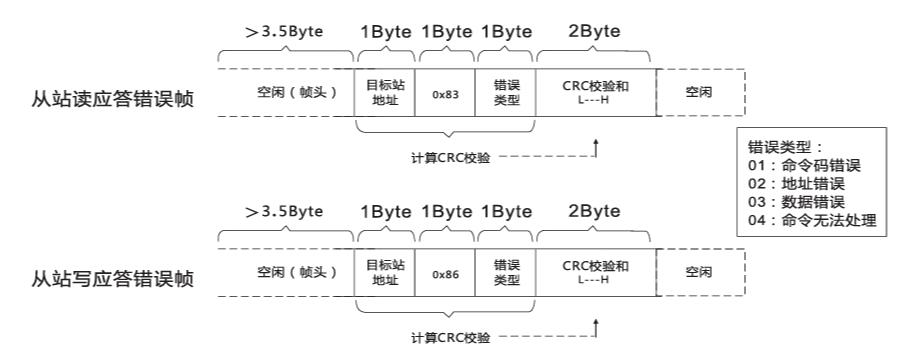 >3.5Byte 1Byte 1Byte 1Byte 2Byte
从站读应答错误帧
空闲（帧头）
目标站
地址
0x83
错误
类型
CRC校验和
L---H
空闲
计算CRC校验
错误类型：
01：命令码错误
02：地址错误
03：数据错误
04：命令无法处理
>3.5Byte 1Byte 1Byte 1Byte 2Byte
从站写应答错误帧
空闲（帧头）
目标站
地址
0x86
错误
类型
CRC校验和
L---H
空闲
计算CRC校验